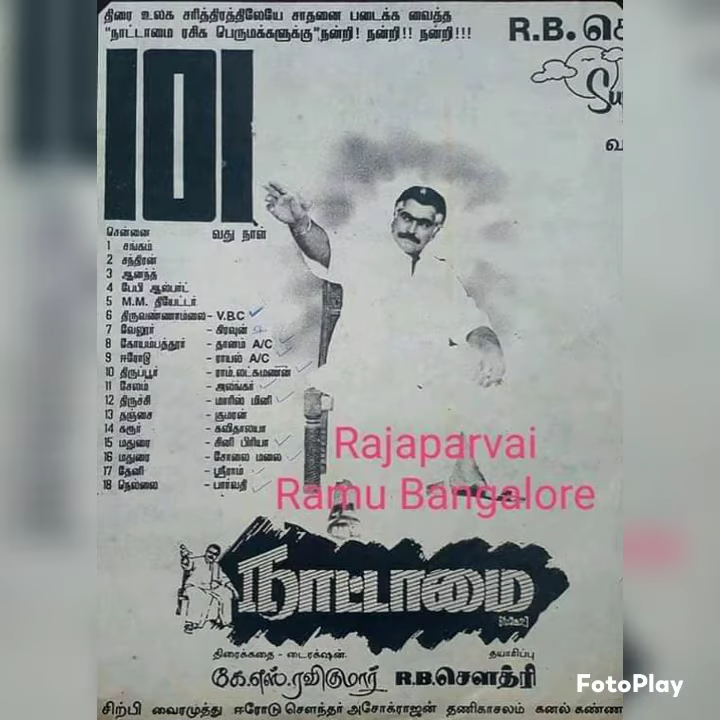 திரை உலக சரித்திரத்திலேயே சாதனை படைக்க வைத்த
"நாட்டாமை ரசிக பெருமக்களுக்கு" நன்றி! நன்றி!! நன்றி!!!
R.B.
101
வது நாள்
சென்னை
1 சங்கம்
2 சந்திரன்
3 ஆனந்த்
4 பேபி ஆல்பர்ட்
5 M.M. தியேட்டர்
6 திருவண்ணாமலை - V.B.C
7 வேலூர் - கிரவுன்
8 கோயம்பத்தூர் - தானம் A/C
9 ஈரோடு - ராயல் A/C
10 திருப்பூர் - ராம்.லட்சுமணன்
11 சேலம் - அலங்கர்
12 திருச்சி - மாரிஸ் மினி
13 தஞ்சை - குமரன்
14 கரூர் - கவிதாலயா
15 மதுரை - சினி பிரியா
16 மதுரை - சோலை மலை
17 தேனி - ஸ்ரீராம்
18 நெல்லை - பார்வதி
Rajaparvai
Ramu Bangalore
நாட்டாமை
திரைக்கதை - டைரக்ஷன்
தயாரிப்பு
கே.எஸ்.ரவிகுமார்
R.B.சௌத்ரி
FotoPlay
சிற்பி வைரமுத்து ஈரோடு சௌந்தர் அசோக்ராஜன் தணிகாசலம் கனல் கண்ண